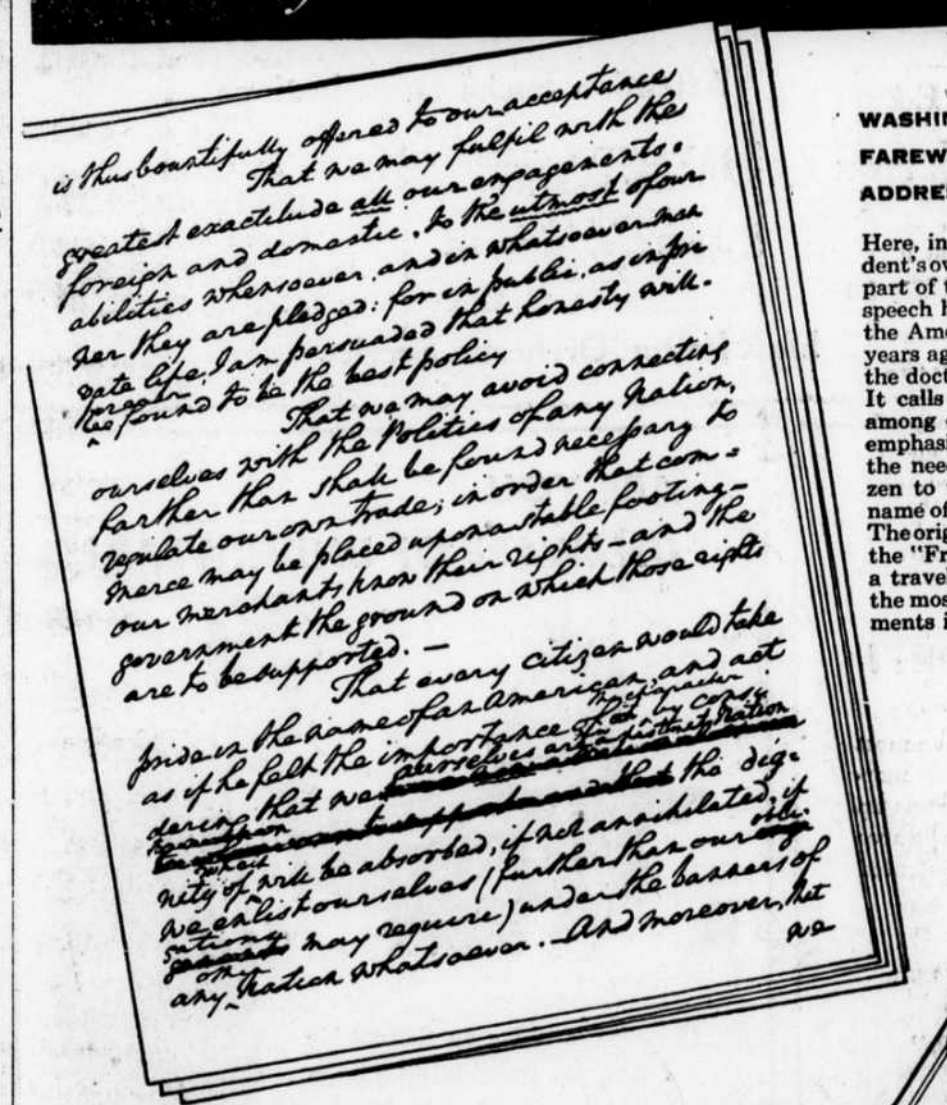 is thus bountifully offered to our acceptance
That we may fulfil with the
greatest exactitude all our engagements,
foreign and domestic, to the utmost of our
abilities whensoever, and in whatsoever man
ner they are pledged: for in public, as in pri
vate life, I am persuaded that honesty will
be found to be the best policy
That we may avoid connecting
ourselves with the Politics of any Nation,
farther than shall be found necessary to
regulate our own trade; in order that com=
merce may be placed upon a stable footing–
our merchants know their rights–and the
government the ground on which those rights
are to be supported. –
That every citizen would take
pride in the name of an American, and act
as if he felt the importance of the character by consi
dering that we ourselves are a distinct Nation
the dig=
nity of which will be absorbed, if not annihilated, if
we enlist ourselves (further than our obli
gations may require) under the banners of
any Nation whatsoever. – And moreover, that
we
WASHIN
FAREW
ADDRE
Here, in
dent's ow
part of t
speech h
the Ame
years ag
the doct
It calls
among
emphasi
the need
zen to
name of
The orig
the "Fr
a trave
the mos
ments i